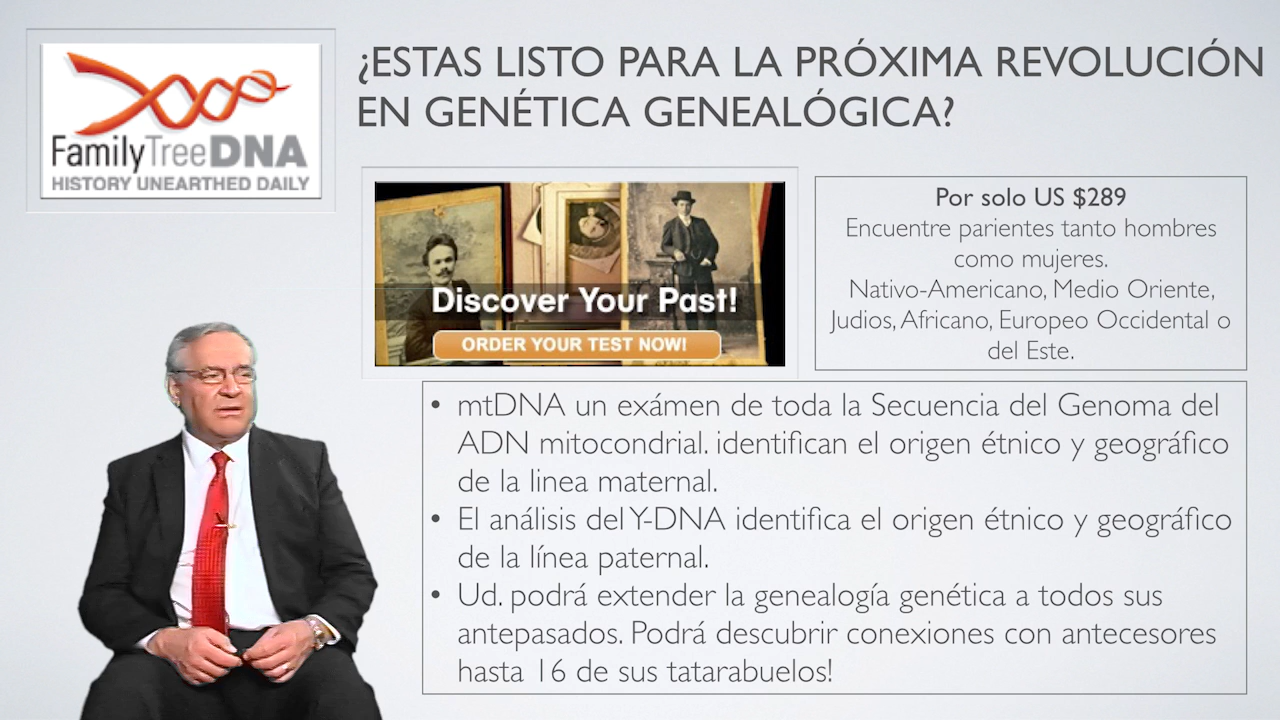 FamilyTreeDNA
HISTORY UNEARTHED DAILY
¿ESTAS LISTO PARA LA PRÓXIMA REVOLUCIÓN
EN GENÉTICA GENEALÓGICA?
Discover Your Past!
ORDER YOUR TEST NOW!
Por solo US $289
Encuentre parientes tanto hombres
como mujeres.
Nativo-Americano, Medio Oriente,
Judios, Africano, Europeo Occidental o
del Este.
• mtDNA un exámen de toda la Secuencia del Genoma del
ADN mitocondrial. identifican el origen étnico y geográfico
de la linea maternal.
• El análisis del Y-DNA identifica el origen étnico y geográfico
de la línea paternal.
• Ud. podrá extender la genealogía genética a todos sus
antepasados. Podrá descubrir conexiones con antecesores
hasta 16 de sus tatarabuelos!